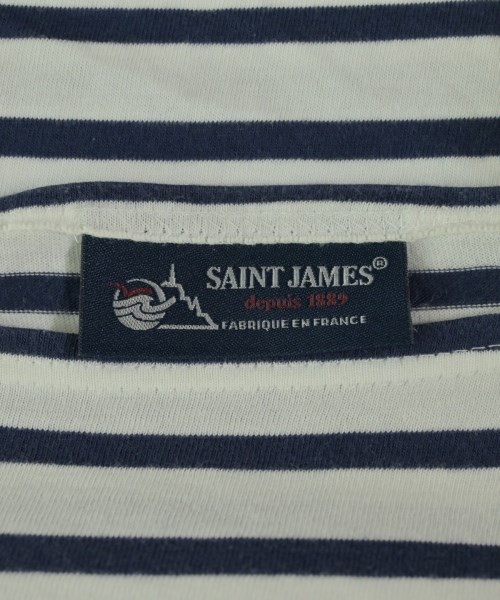 SAINT JAMES®
depuis 1889
FABRIQUE EN FRANCE